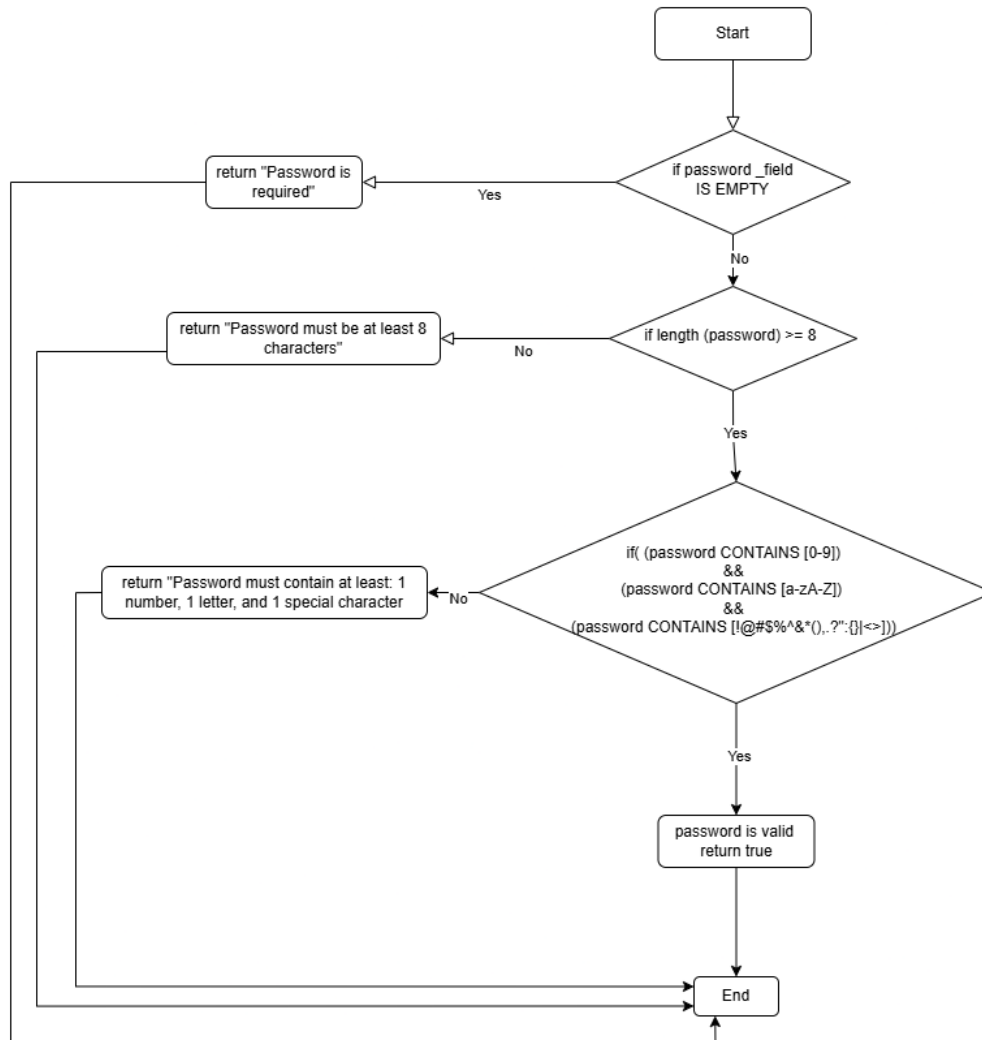 Start
if password _field
IS EMPTY
return "Password is
required"
Yes
No
if length (password) >= 8
return "Password must be at least 8
characters"
No
Yes
if( (password CONTAINS [0-9])
&&
(password CONTAINS [a-zA-Z])
&&
(password CONTAINS [!@#$%^&*(),.?":{}|<>]))
return "Password must contain at least: 1
number, 1 letter, and 1 special character
No
Yes
password is valid
return true
End